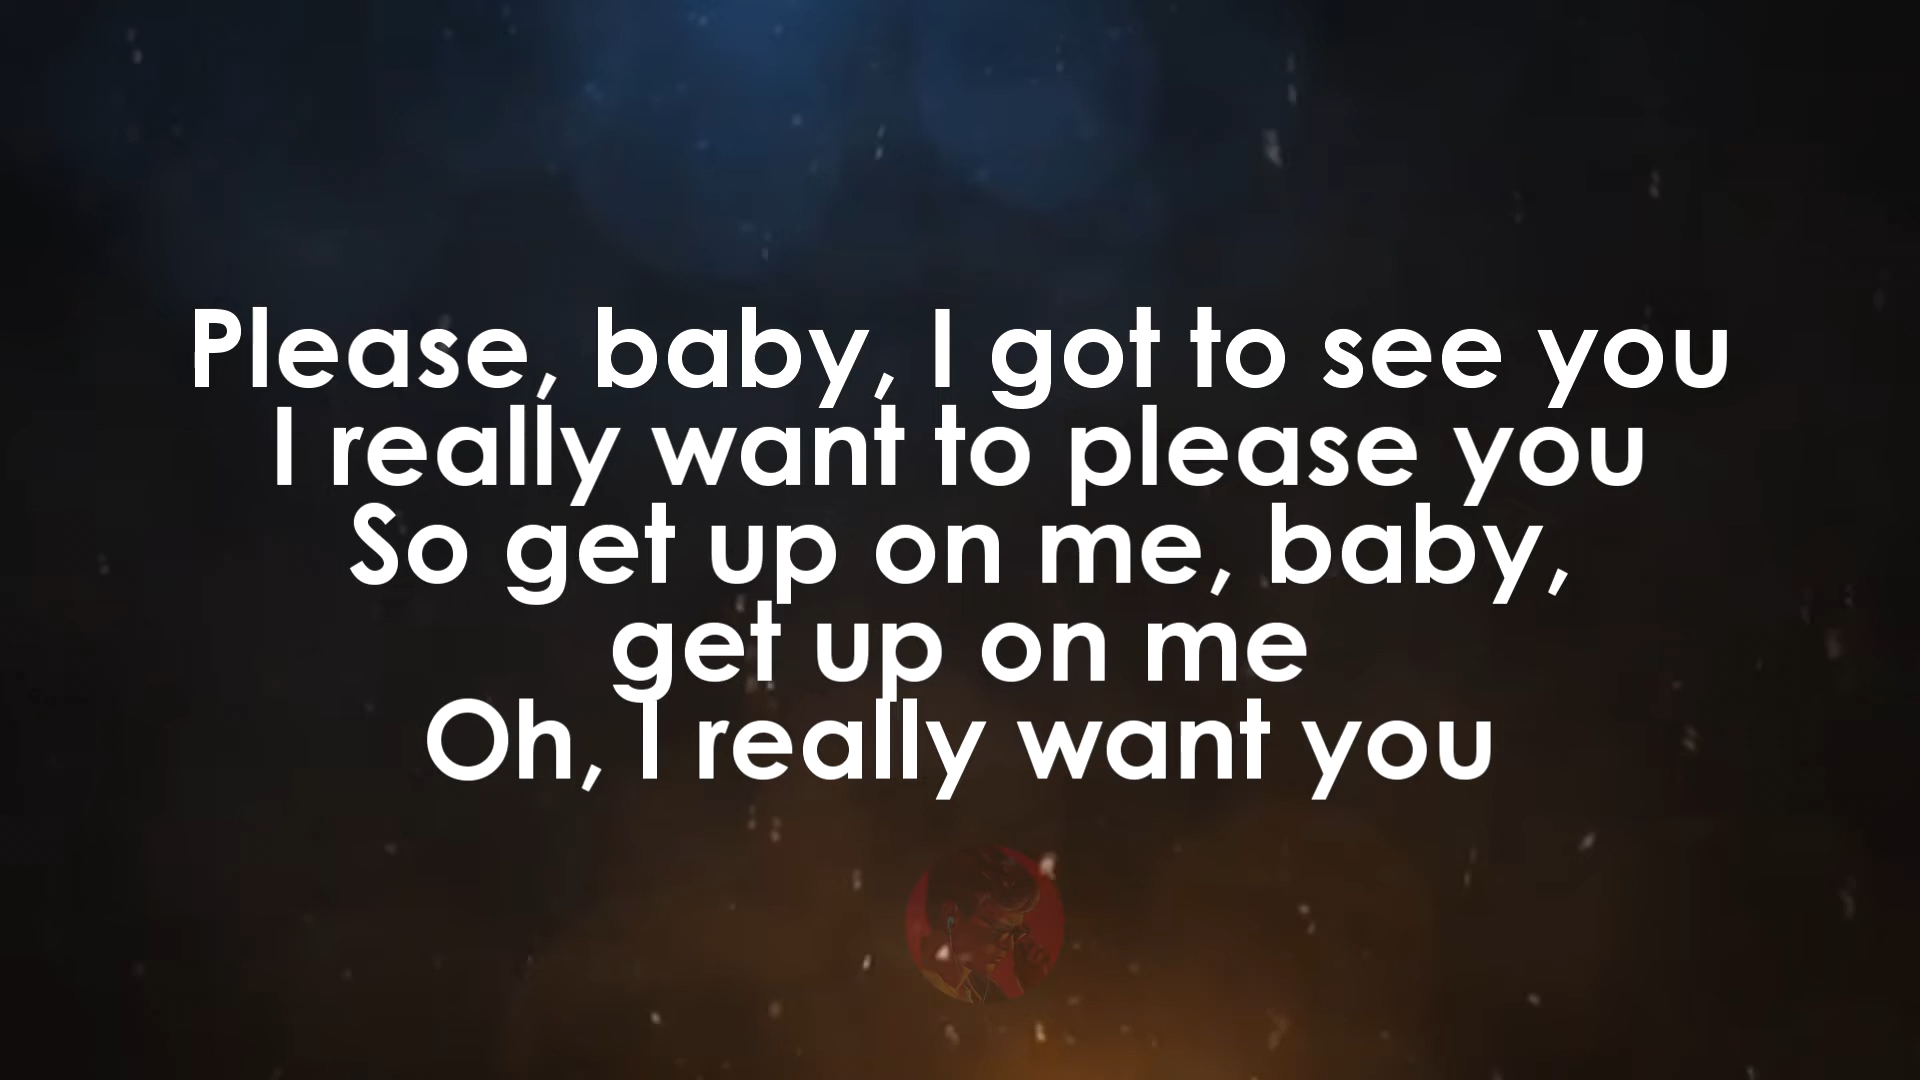 Please, baby, I got to see you
I really want to please you
So get up on me, baby,
get up on me
Oh, I really want you